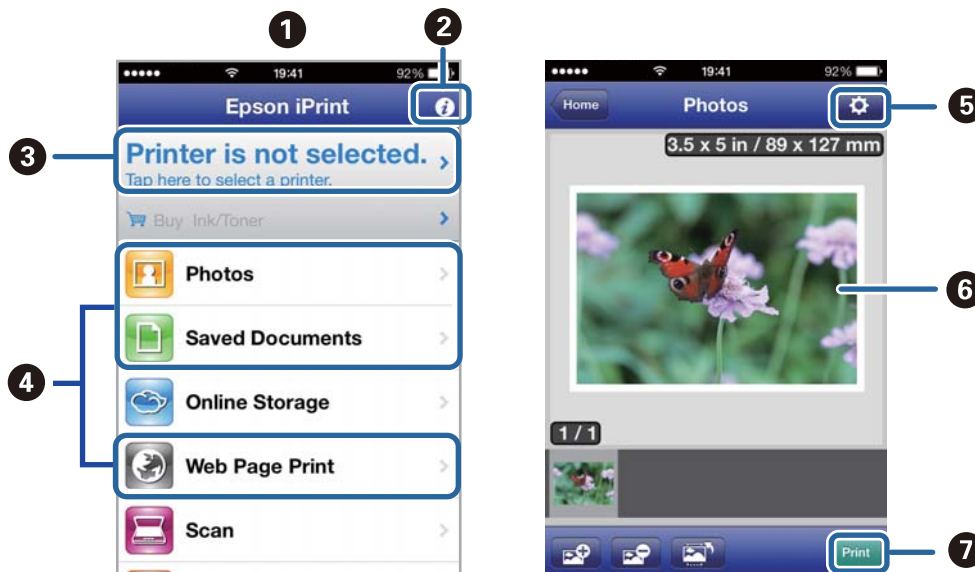 1
2
19:41
92%
Epson iPrint
i
3
Printer is not selected.
Tap here to select a printer.
Buy Ink/Toner
Photos
Saved Documents
4
Online Storage
Web Page Print
Scan
19:41
92%
Home
Photos
5
3.5 x 5 in / 89 x 127 mm
6
1 / 1
Print
7